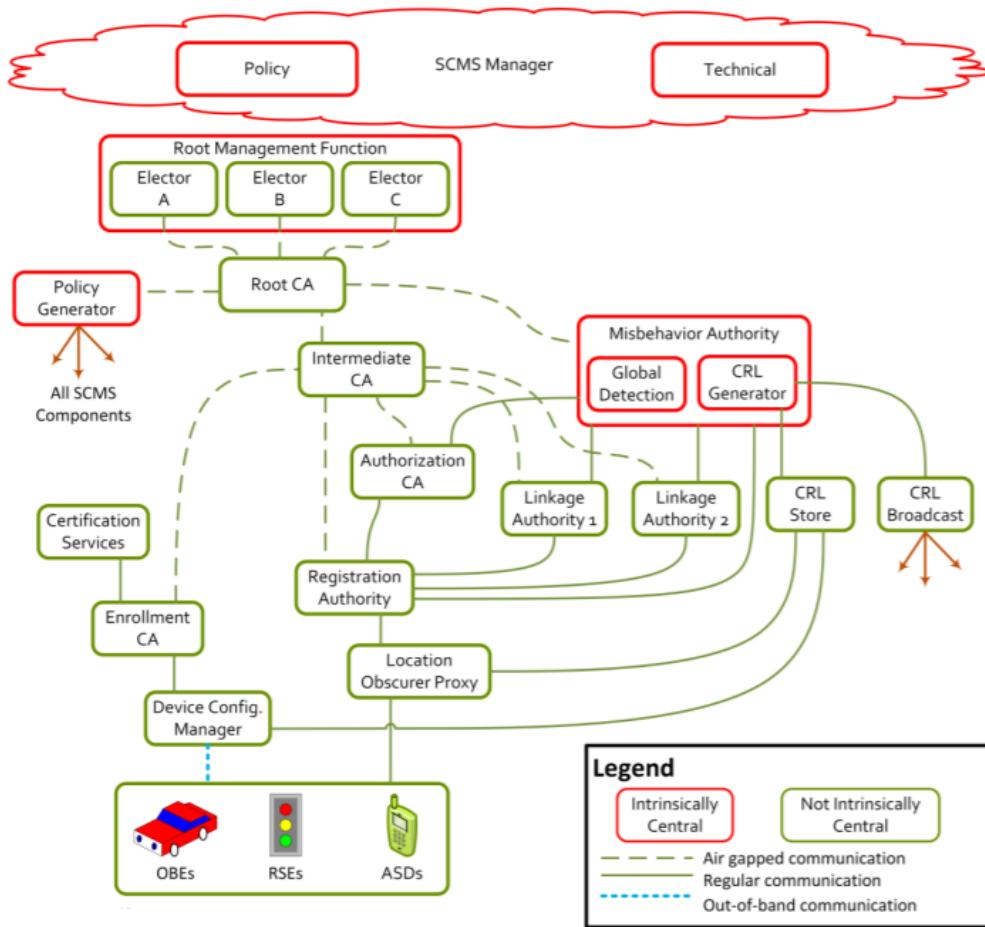 Policy
SCMS Manager
Technical
Root Management Function
Elector
A
Elector
B
Elector
C
Root CA
Policy
Generator
All SCMS
Components
Intermediate
CA
Misbehavior Authority
Global
Detection
CRL
Generator
Authorization
CA
Linkage
Authority 1
Linkage
Authority 2
CRL
Store
CRL
Broadcast
Certification
Services
Registration
Authority
Enrollment
CA
Location
Obscurer Proxy
Device Config.
Manager
OBEs
RSEs
ASDs
Legend
Intrinsically
Central
Not Intrinsically
Central
Air gapped communication
Regular communication
Out-of-band communication